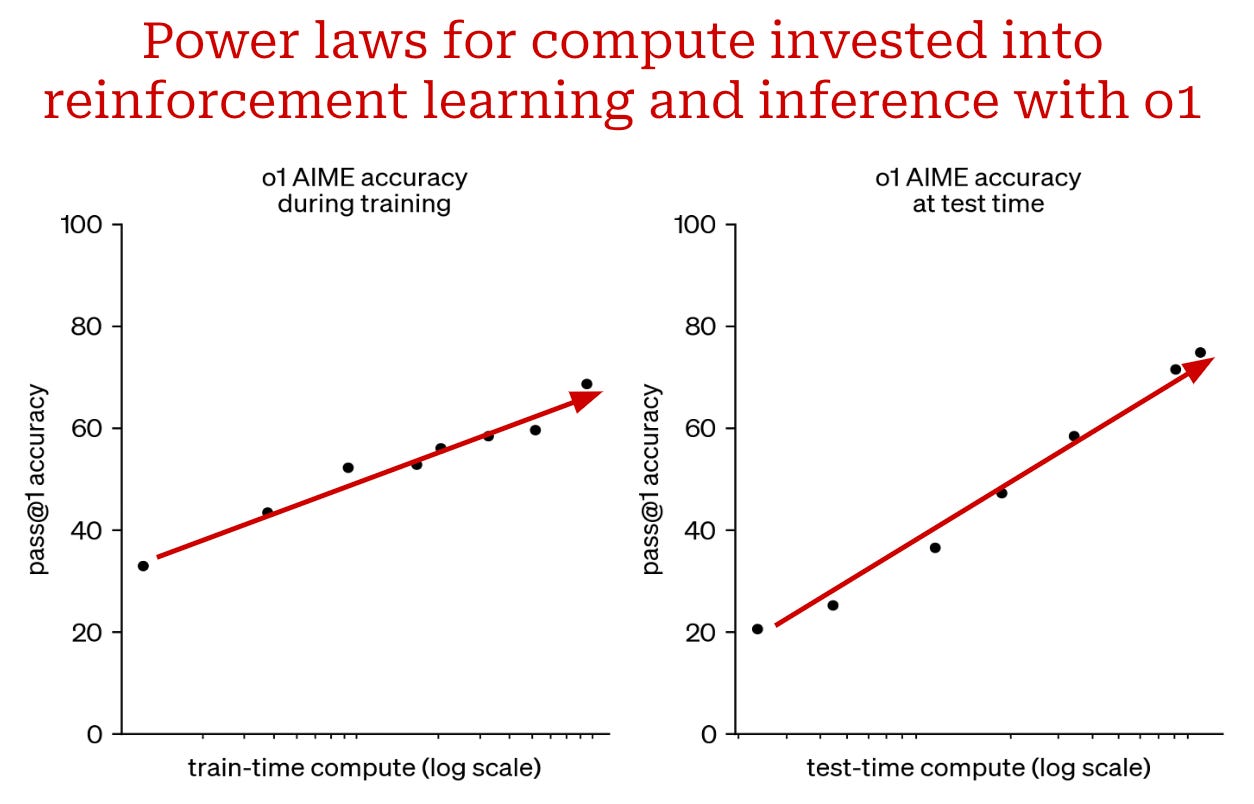 Power laws for compute invested into
reinforcement learning and inference with o1
o1 AIME accuracy
during training
100
80
60
40
20
0
pass@1 accuracy
train-time compute (log scale)
o1 AIME accuracy
at test time
100
80
60
40
20
0
pass@1 accuracy
test-time compute (log scale)